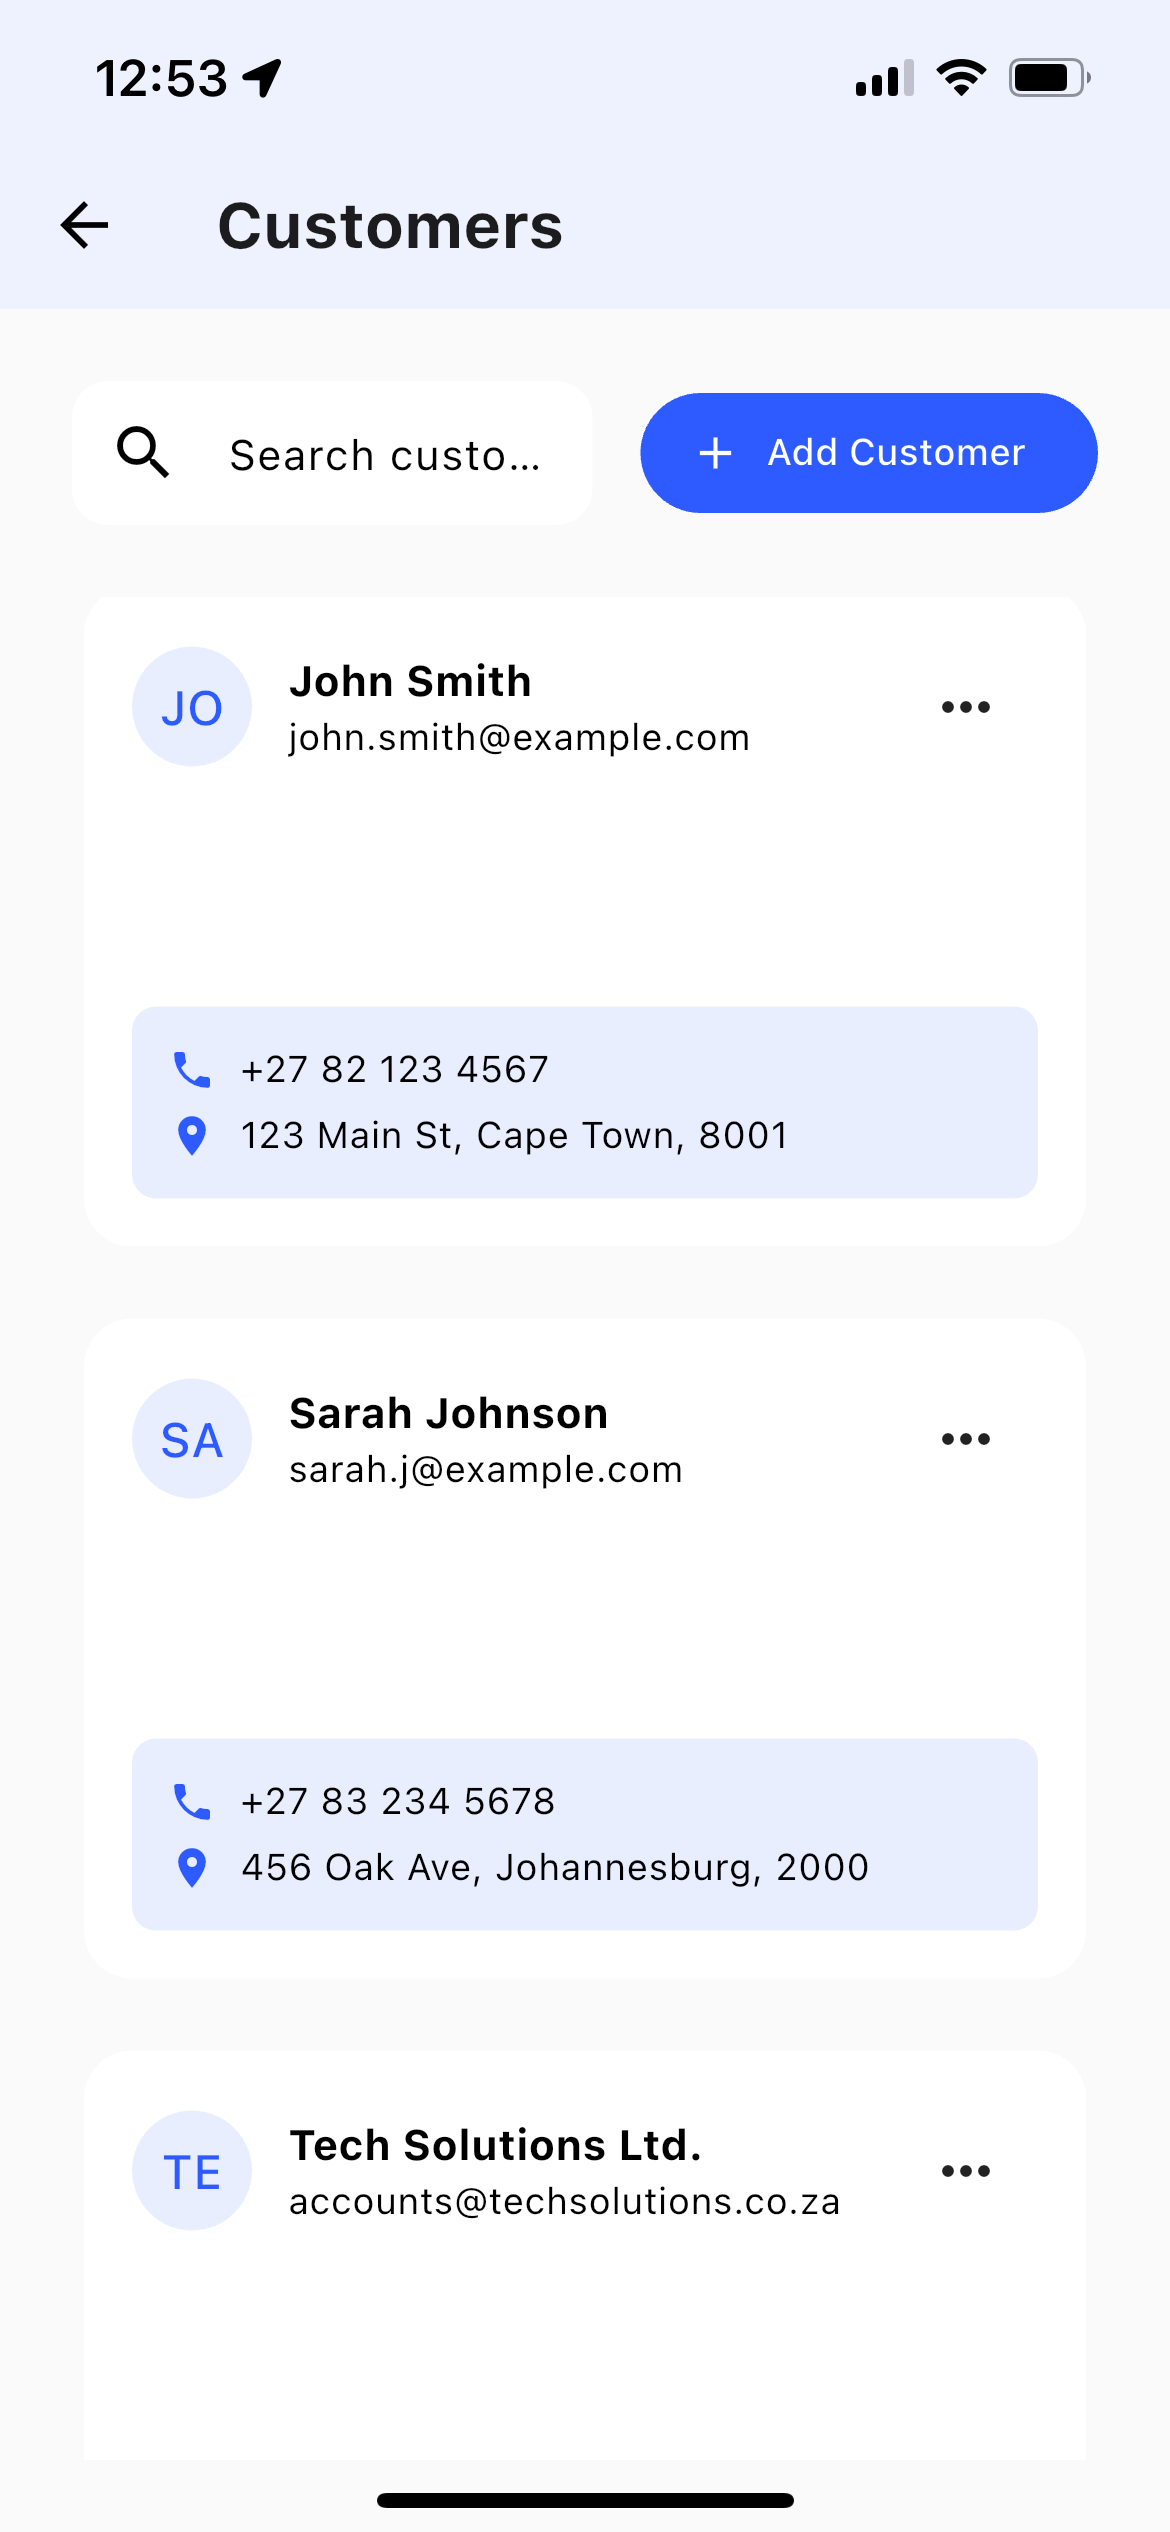 12:53
Customers
Search custo...
Add Customer
JO
John Smith
john.smith@example.com
+27 82 123 4567
123 Main St, Cape Town, 8001
SA
Sarah Johnson
sarah.j@example.com
+27 83 234 5678
456 Oak Ave, Johannesburg, 2000
TE
Tech Solutions Ltd.
accounts@techsolutions.co.za